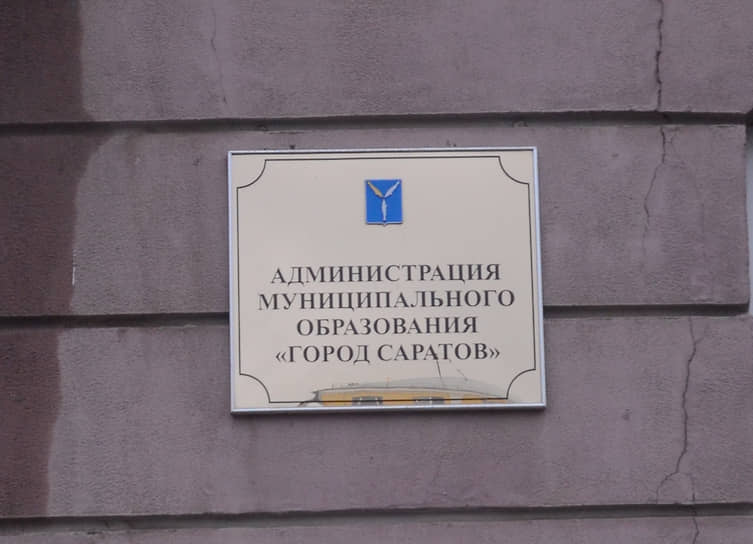 АДМИНИСТРАЦИЯ
МУНИЦИПАЛЬНОГО
ОБРАЗОВАНИЯ
«ГОРОД САРАТОВ»